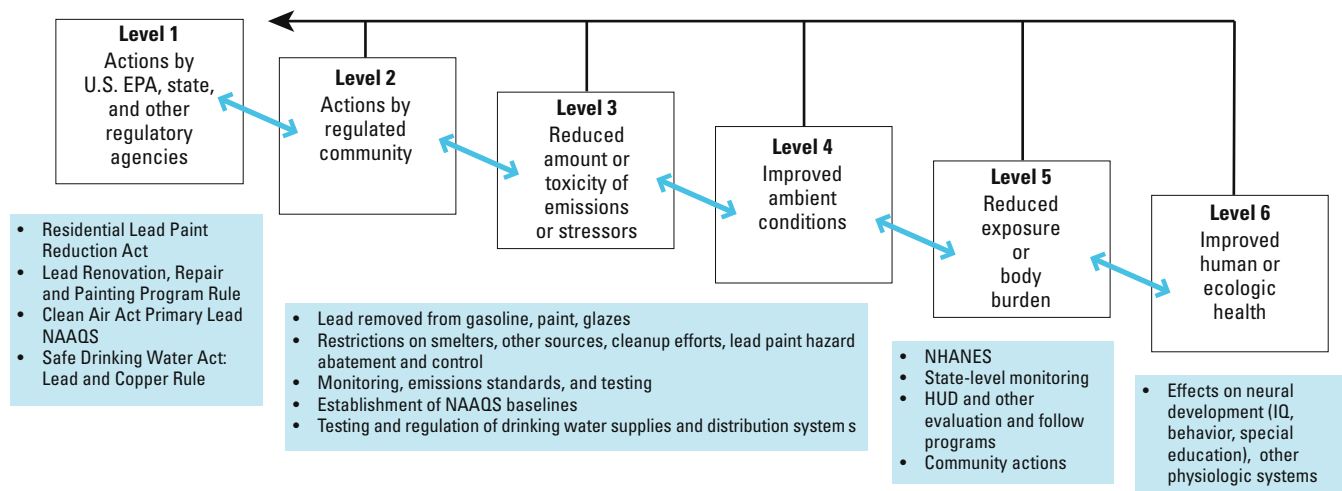 Level 1
Actions by
U.S. EPA, state,
and other
regulatory
agencies
Level 2
Actions by
regulated
community
Level 3
Reduced
amount or
toxicity of
emissions
or stressors
Level 4
Improved
ambient
conditions
Level 5
Reduced
exposure
or
body
burden
Level 6
Improved
human or
ecologic
health
• Residential Lead Paint
Reduction Act
• Lead Renovation, Repair
and Painting Program Rule
• Clean Air Act Primary Lead
NAAQS
• Safe Drinking Water Act:
Lead and Copper Rule
• Lead removed from gasoline, paint, glazes
• Restrictions on smelters, other sources, cleanup efforts, lead paint hazard
abatement and control
• Monitoring, emissions standards, and testing
• Establishment of NAAQS baselines
• Testing and regulation of drinking water supplies and distribution system s
• NHANES
• State-level monitoring
• HUD and other
evaluation and follow
programs
• Community actions
• Effects on neural
development (IQ,
behavior, special
education), other
physiologic systems